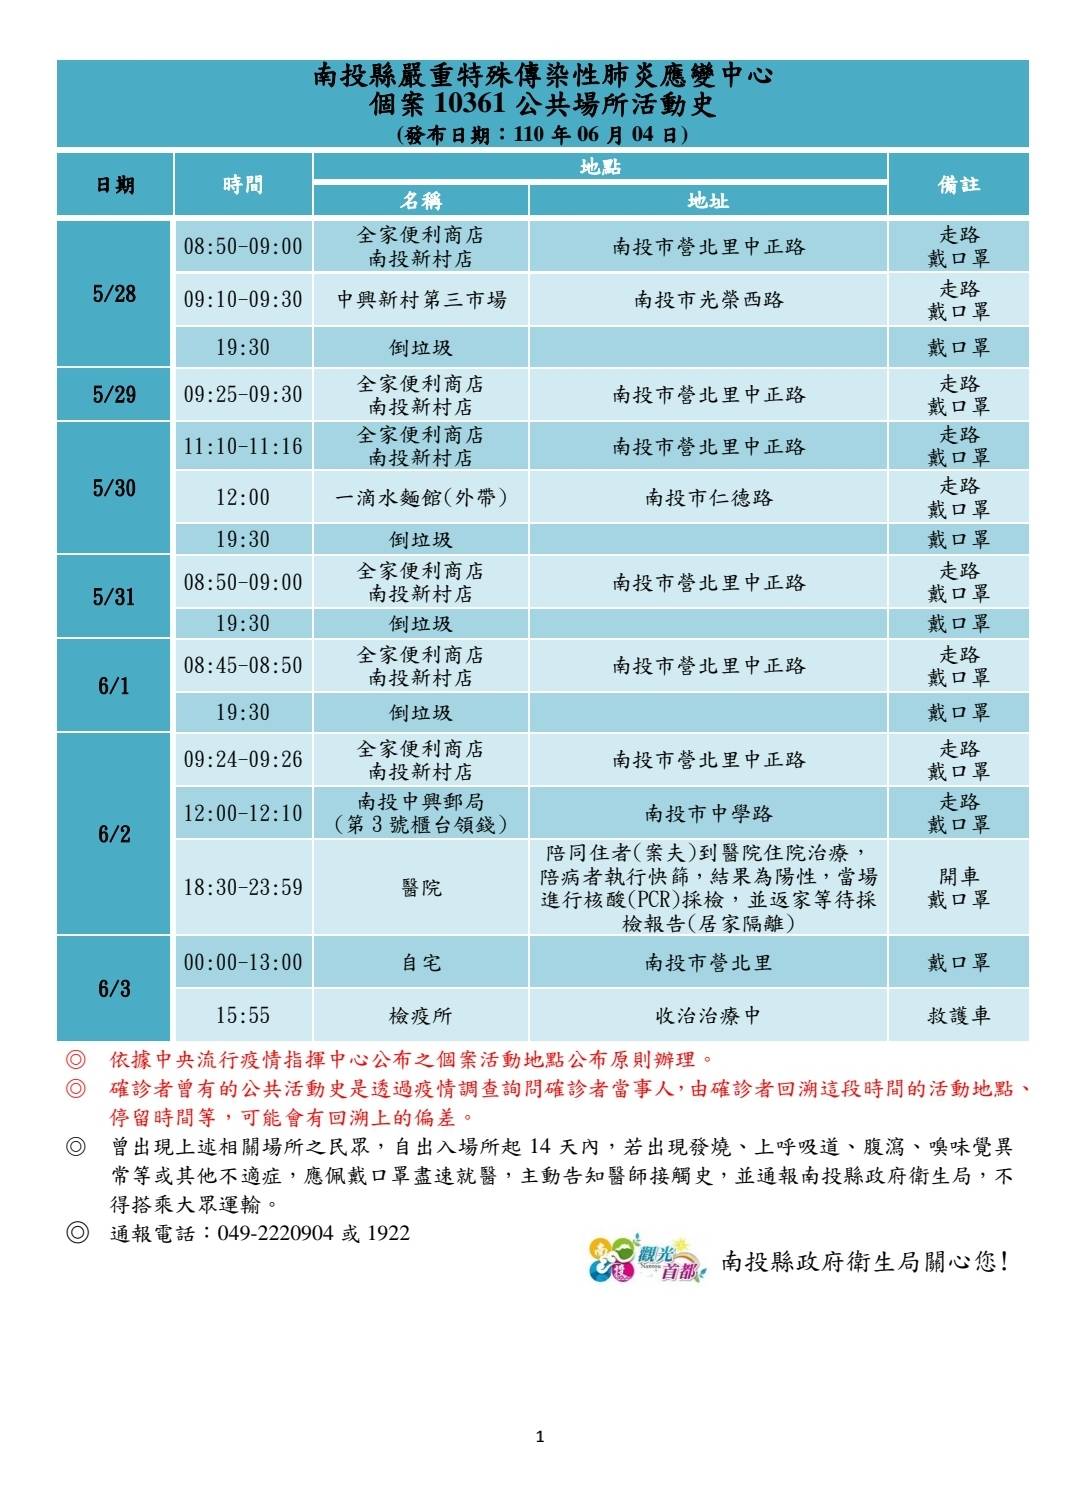 南投縣嚴重特殊傳染性肺炎應變中心
個案 10361 公共場所活動史
(發布日期：110 年 06 月 04 日)
日期 時間 地點 備註
名稱 地址
5/28
08:50-09:00 全家便利商店 南投新村店 南投市營北里中正路 走路 戴口罩
09:10-09:30 中興新村第三市場 南投市光榮西路 走路 戴口罩
19:30 倒垃圾 戴口罩
5/29
09:25-09:30 全家便利商店 南投新村店 南投市營北里中正路 走路 戴口罩
5/30
11:10-11:16 全家便利商店 南投新村店 南投市營北里中正路 走路 戴口罩
12:00 一滴水麵館(外帶) 南投市仁德路 走路 戴口罩
19:30 倒垃圾 戴口罩
5/31
08:50-09:00 全家便利商店 南投新村店 南投市營北里中正路 走路 戴口罩
19:30 倒垃圾 戴口罩
6/1
08:45-08:50 全家便利商店 南投新村店 南投市營北里中正路 走路 戴口罩
19:30 倒垃圾 戴口罩
6/2
09:24-09:26 全家便利商店 南投新村店 南投市營北里中正路 走路 戴口罩
12:00-12:10 南投中興郵局 (第 3 號櫃台領錢) 南投市中學路 走路 戴口罩
18:30-23:59 醫院
陪同住者(案夫)到醫院住院治療，
陪病者執行快篩，結果為陽性，當場
進行核酸(PCR)採檢，並返家等待採
檢報告(居家隔離)
開車 戴口罩
6/3
00:00-13:00 自宅 南投市營北里 戴口罩
15:55 檢疫所 收治治療中 救護車
◎ 依據中央流行疫情指揮中心公布之個案活動地點公布原則辦理。
◎ 確診者曾有的公共活動史是透過疫情調查詢問確診者當事人，由確診者回溯這段時間的活動地點、
停留時間等，可能會有回溯上的偏差。
◎ 曾出現上述相關場所之民眾，自出入場所起 14 天內，若出現發燒、上呼吸道、腹瀉、嗅味覺異
常等或其他不適症，應佩戴口罩盡速就醫，主動告知醫師接觸史，並通報南投縣政府衛生局，不
得搭乘大眾運輸。
◎ 通報電話：049-2220904 或 1922
南投 觀光首都 Nantou
南投縣政府衛生局關心您!
1